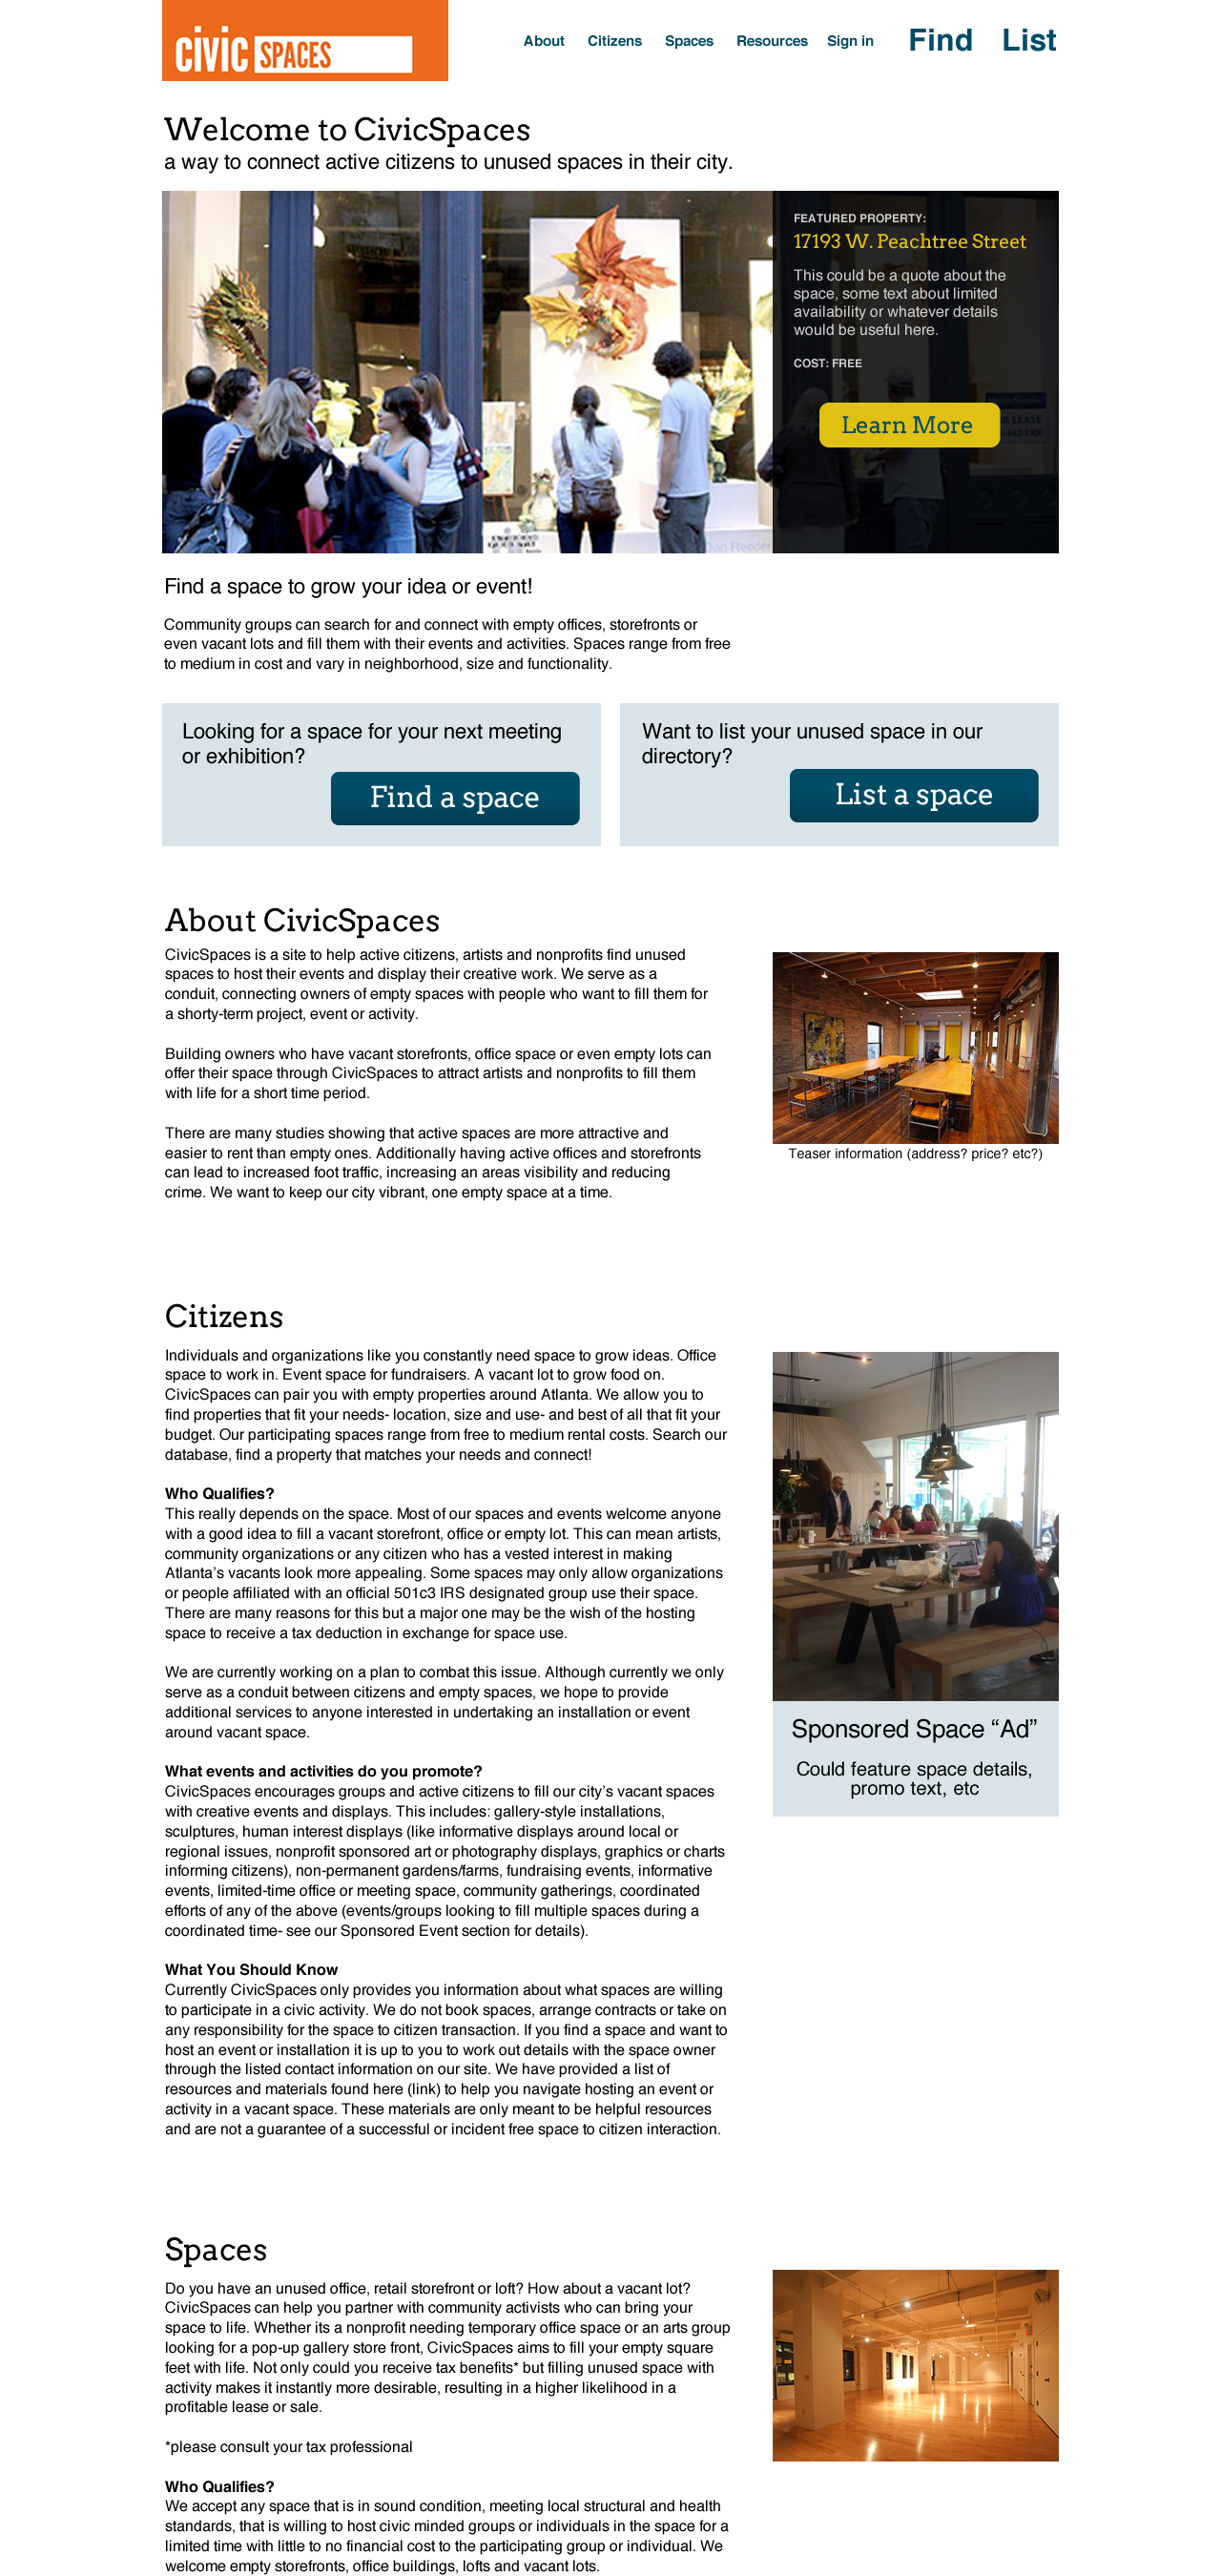 civic SPACES
About Citizens Spaces Resources Sign in Find List
Welcome to CivicSpaces
a way to connect active citizens to unused spaces in their city.
FEATURED PROPERTY:
17193 W. Peachtree Street
This could be a quote about the
space, some text about limited
availability or whatever details
would be useful here.
COST: FREE
Learn More
LEASE
Dan Reeder
Find a space to grow your idea or event!
Community groups can search for and connect with empty offices, storefronts or
even vacant lots and fill them with their events and activities. Spaces range from free
to medium in cost and vary in neighborhood, size and functionality.
Looking for a space for your next meeting
or exhibition?
Find a space
Want to list your unused space in our
directory?
List a space
About CivicSpaces
CivicSpaces is a site to help active citizens, artists and nonprofits find unused
spaces to host their events and display their creative work. We serve as a
conduit, connecting owners of empty spaces with people who want to fill them for
a shorty-term project, event or activity.
Building owners who have vacant storefronts, office space or even empty lots can
offer their space through CivicSpaces to attract artists and nonprofits to fill them
with life for a short time period.
There are many studies showing that active spaces are more attractive and
easier to rent than empty ones. Additionally having active offices and storefronts
can lead to increased foot traffic, increasing an areas visibility and reducing
crime. We want to keep our city vibrant, one empty space at a time.
Teaser information (address? price? etc?)
Citizens
Individuals and organizations like you constantly need space to grow ideas. Office
space to work in. Event space for fundraisers. A vacant lot to grow food on.
CivicSpaces can pair you with empty properties around Atlanta. We allow you to
find properties that fit your needs- location, size and use- and best of all that fit your
budget. Our participating spaces range from free to medium rental costs. Search our
database, find a property that matches your needs and connect!
Who Qualifies?
This really depends on the space. Most of our spaces and events welcome anyone
with a good idea to fill a vacant storefront, office or empty lot. This can mean artists,
community organizations or any citizen who has a vested interest in making
Atlanta's vacants look more appealing. Some spaces may only allow organizations
or people affiliated with an official 501c3 IRS designated group use their space.
There are many reasons for this but a major one may be the wish of the hosting
space to receive a tax deduction in exchange for space use.
We are currently working on a plan to combat this issue. Although currently we only
serve as a conduit between citizens and empty spaces, we hope to provide
additional services to anyone interested in undertaking an installation or event
around vacant space.
What events and activities do you promote?
CivicSpaces encourages groups and active citizens to fill our city's vacant spaces
with creative events and displays. This includes: gallery-style installations,
sculptures, human interest displays (like informative displays around local or
regional issues, nonprofit sponsored art or photography displays, graphics or charts
informing citizens), non-permanent gardens/farms, fundraising events, informative
events, limited-time office or meeting space, community gatherings, coordinated
efforts of any of the above (events/groups looking to fill multiple spaces during a
coordinated time- see our Sponsored Event section for details).
What You Should Know
Currently CivicSpaces only provides you information about what spaces are willing
to participate in a civic activity. We do not book spaces, arrange contracts or take on
any responsibility for the space to citizen transaction. If you find a space and want to
host an event or installation it is up to you to work out details with the space owner
through the listed contact information on our site. We have provided a list of
resources and materials found here (link) to help you navigate hosting an event or
activity in a vacant space. These materials are only meant to be helpful resources
and are not a guarantee of a successful or incident free space to citizen interaction.
Sponsored Space “Ad”
Could feature space details,
promo text, etc
Spaces
Do you have an unused office, retail storefront or loft? How about a vacant lot?
CivicSpaces can help you partner with community activists who can bring your
space to life. Whether its a nonprofit needing temporary office space or an arts group
looking for a pop-up gallery store front, CivicSpaces aims to fill your empty square
feet with life. Not only could you receive tax benefits* but filling unused space with
activity makes it instantly more desirable, resulting in a higher likelihood in a
profitable lease or sale.
*please consult your tax professional
Who Qualifies?
We accept any space that is in sound condition, meeting local structural and health
standards, that is willing to host civic minded groups or individuals in the space for a
limited time with little to no financial cost to the participating group or individual. We
welcome empty storefronts, office buildings, lofts and vacant lots.